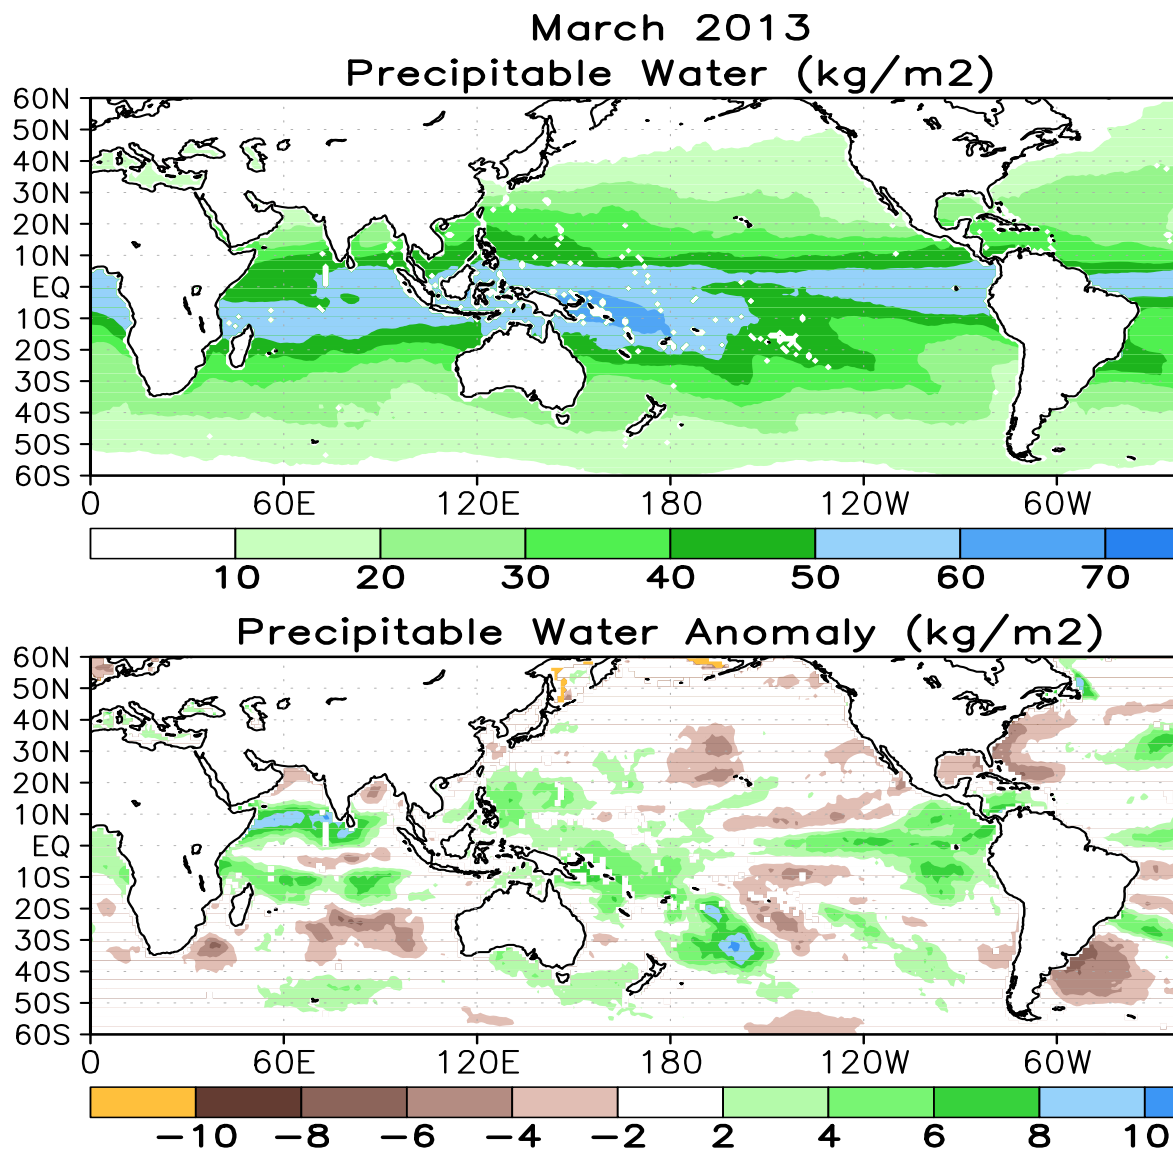 March 2013
Precipitable Water (kg/m2)
60N
50N
40N
30N
20N
10N
EQ
10S
20S
30S
40S
50S
60S
0 60E 120E 180 120W 60W
10 20 30 40 50 60 70
Precipitable Water Anomaly (kg/m2)
60N
50N
40N
30N
20N
10N
EQ
10S
20S
30S
40S
50S
60S
0 60E 120E 180 120W 60W
−10 −8 −6 −4 −2 2 4 6 8 10